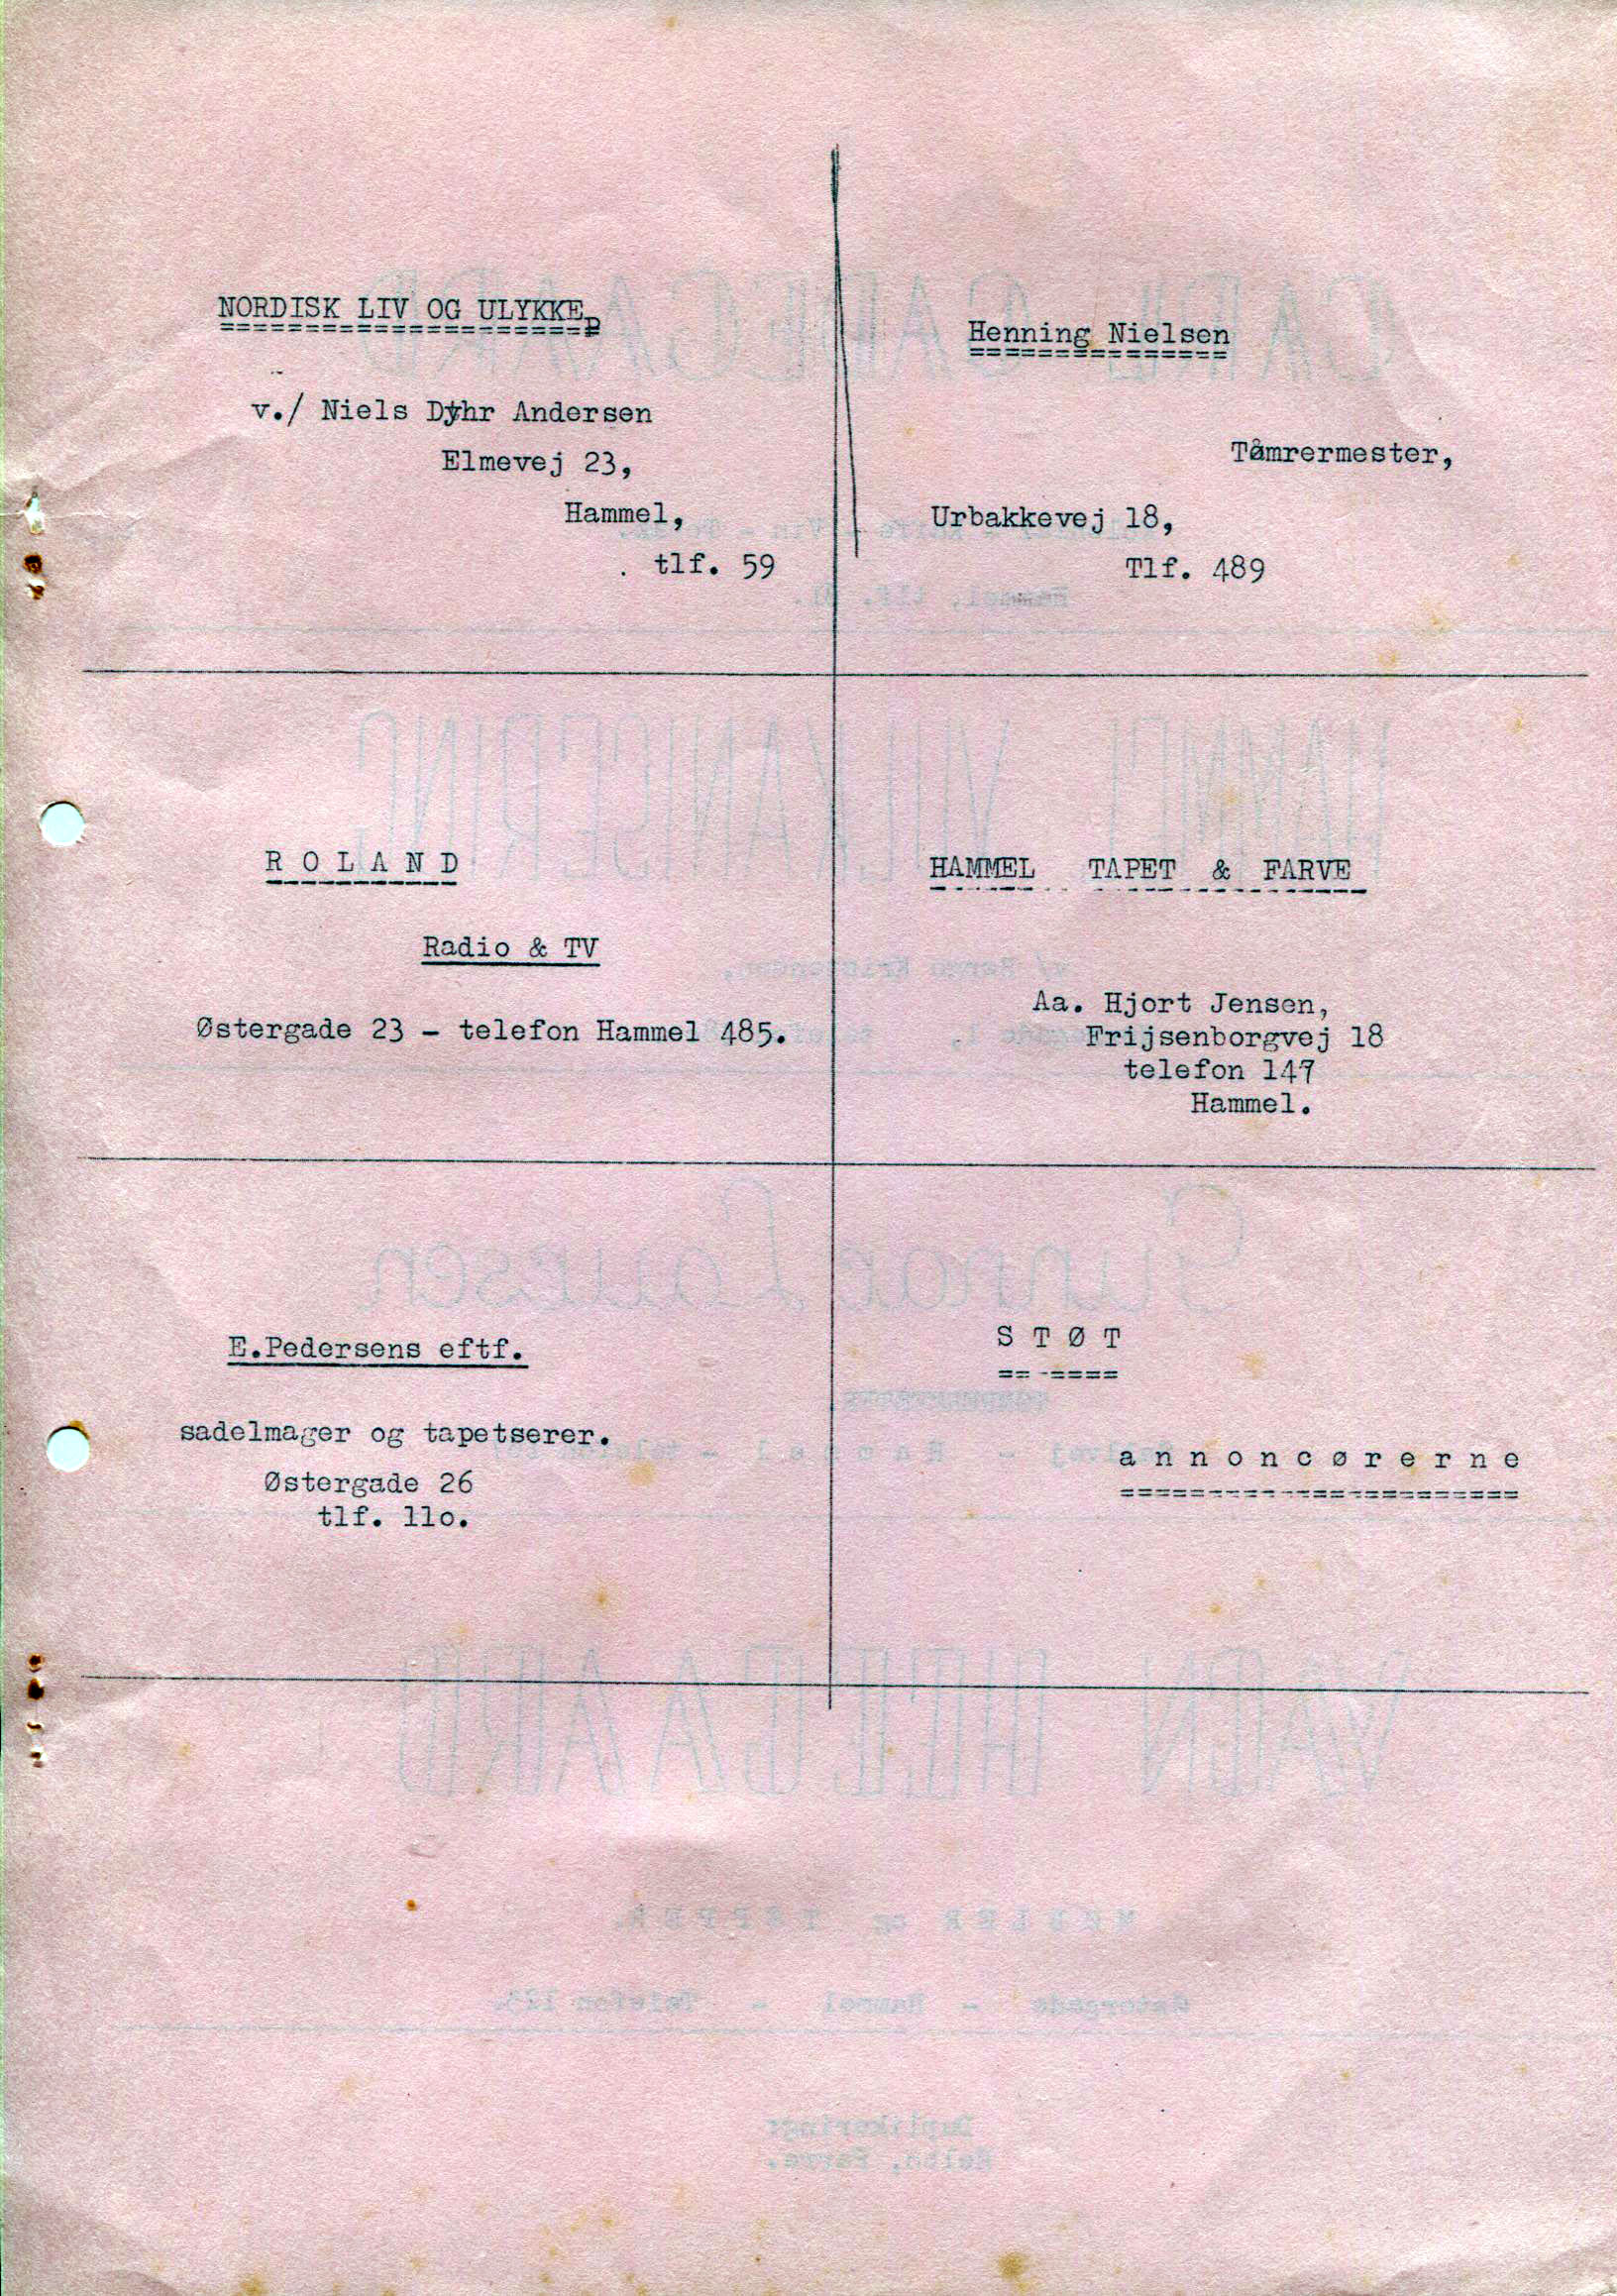 NORDISK LIV OG ULYKKE
v./ Niels Dyhr Andersen
Elmevej 23,
Hammel,
tlf. 59
Henning Nielsen
Tømrermester,
Urbakkevej 18,
Tlf. 489
R O L A N D
Radio & TV
Østergade 23 - telefon Hammel 485.
HAMMEL TAPET & FARVE
Aa. Hjort Jensen,
Frijsenborgvej 18
telefon 147
Hammel.
E.Pedersens eftf.
sadelmager og tapetserer.
Østergade 26
tlf. 11o.
S T Ø T
a n n o n c ø r e r n e